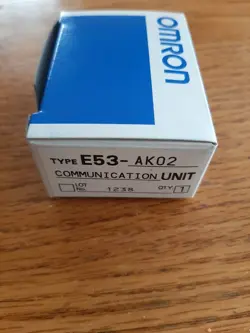 OMRON
TYPE E53-AK02
COMMUNICATION UNIT
LOT No. 1238 QTY 1